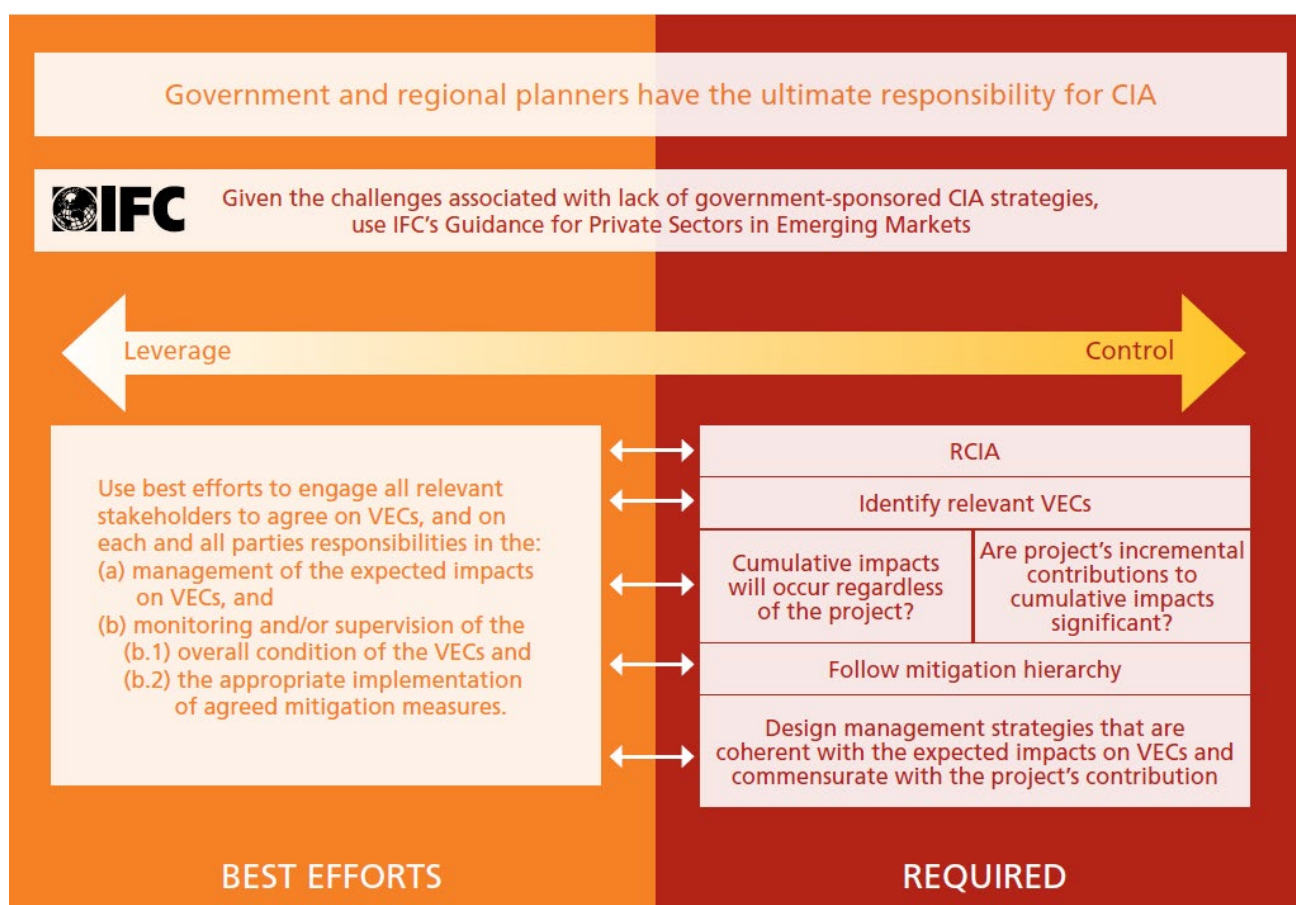 Government and regional planners have the ultimate responsibility for CIA
IFC
Given the challenges associated with lack of government-sponsored CIA strategies,
use IFC's Guidance for Private Sectors in Emerging Markets
Leverage
Control
Use best efforts to engage all relevant
stakeholders to agree on VECs, and on
each and all parties responsibilities in the:
(a) management of the expected impacts
on VECs, and
(b) monitoring and/or supervision of the
(b.1) overall condition of the VECs and
(b.2) the appropriate implementation
of agreed mitigation measures.
RCIA
Identify relevant VECs
Cumulative impacts
will occur regardless
of the project?
Are project's incremental
contributions to
cumulative impacts
significant?
Follow mitigation hierarchy
Design management strategies that are
coherent with the expected impacts on VECs and
commensurate with the project's contribution
BEST EFFORTS
REQUIRED